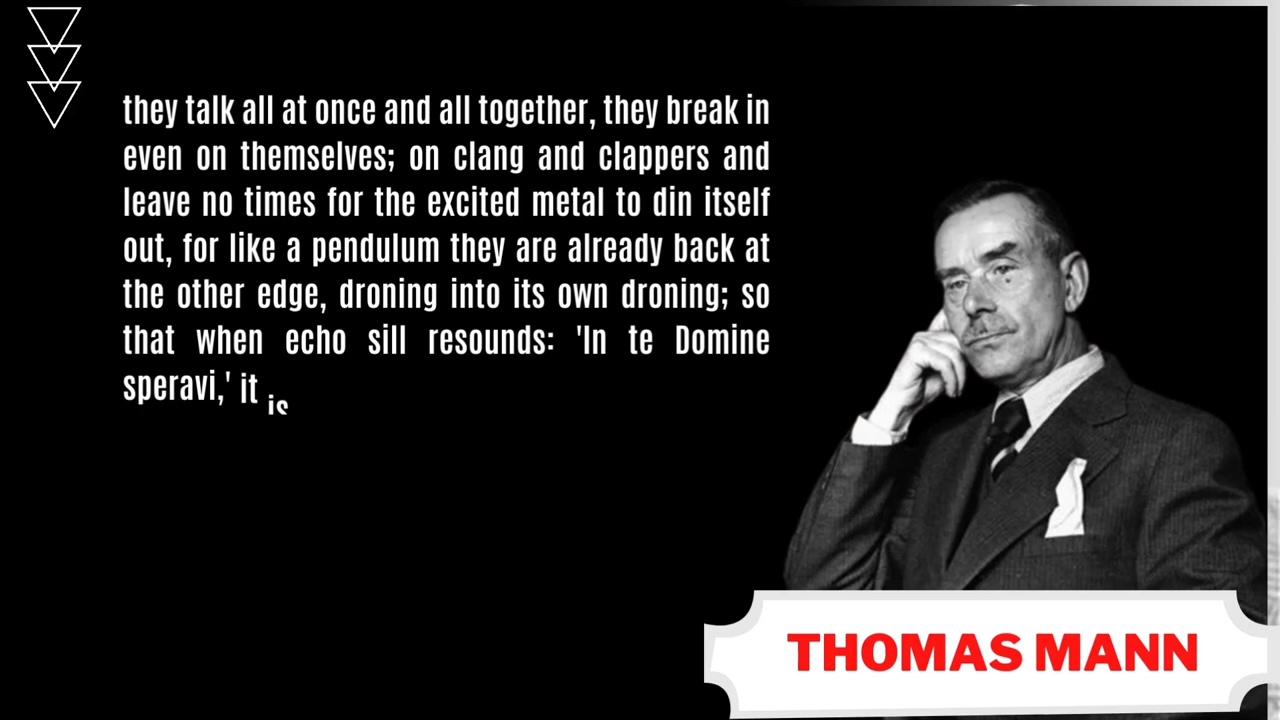 they talk all at once and all together, they break in
even on themselves; on clang and clappers and
leave no times for the excited metal to din itself
out, for like a pendulum they are already back at
the other edge, droning into its own droning; so
that when echo sill resounds: 'In te Domine
speravi,' it is
THOMAS MANN